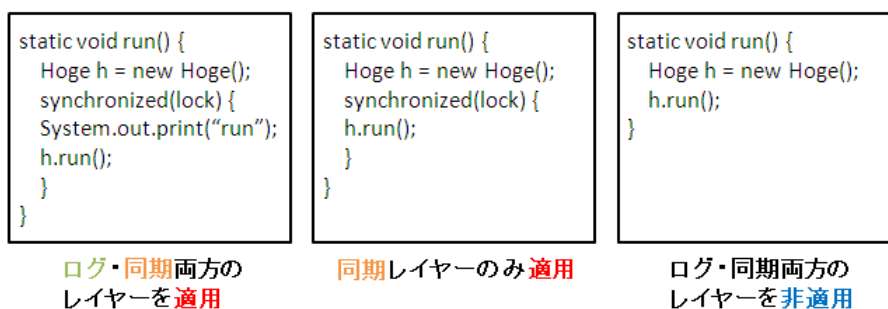 static void run() {
Hoge h = new Hoge();
synchronized(lock) {
System.out.print(“run”);
h.run();
}
}
ログ・同期両方の
レイヤーを適用
static void run() {
Hoge h = new Hoge();
synchronized(lock) {
h.run();
}
}
同期レイヤーのみ適用
static void run() {
Hoge h = new Hoge();
h.run();
}
ログ・同期両方の
レイヤーを非適用